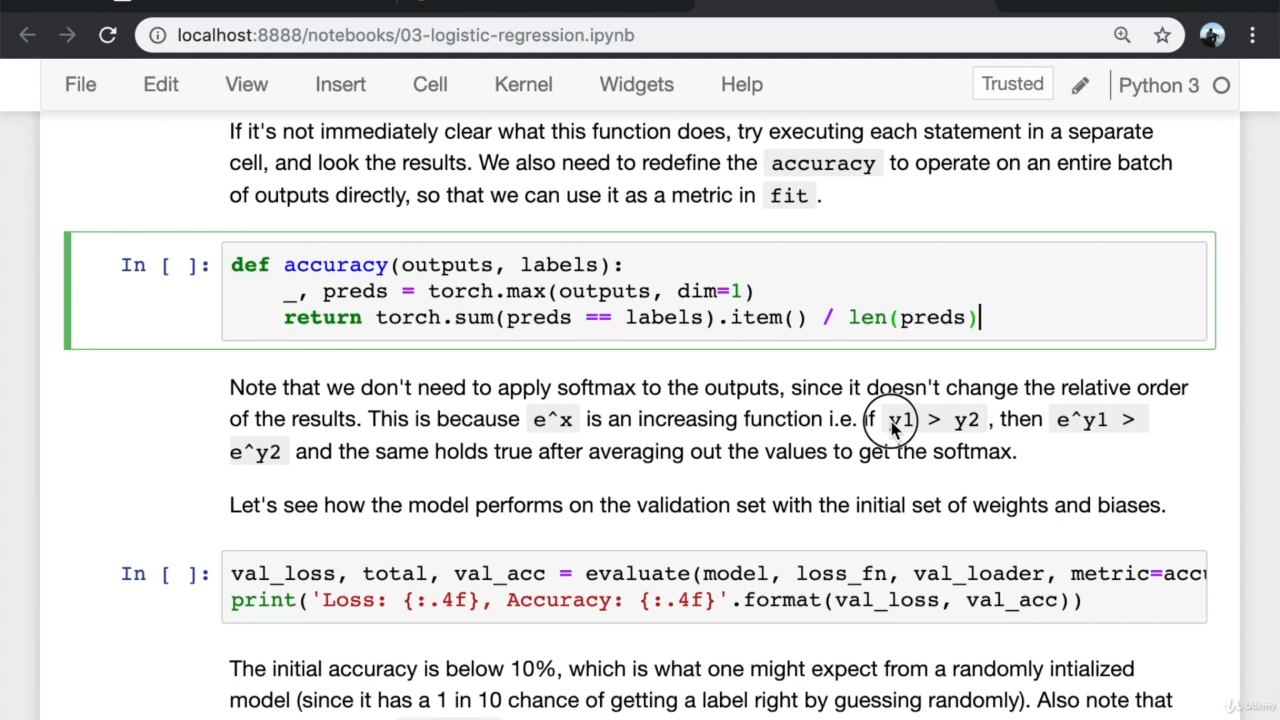 localhost:8888/notebooks/03-logistic-regression.ipynb
File Edit View Insert Cell Kernel Widgets Help Trusted Python 3
If it's not immediately clear what this function does, try executing each statement in a separate
cell, and look the results. We also need to redefine the accuracy to operate on an entire batch
of outputs directly, so that we can use it as a metric in fit .
In [ ]: def accuracy(outputs, labels):
_, preds = torch.max(outputs, dim=1)
return torch.sum(preds == labels).item() / len(preds)
Note that we don't need to apply softmax to the outputs, since it doesn't change the relative order
of the results. This is because e^x is an increasing function i.e. if y1 > y2 , then e^y1 >
e^y2 and the same holds true after averaging out the values to get the softmax.
Let's see how the model performs on the validation set with the initial set of weights and biases.
In [ ]: val_loss, total, val_acc = evaluate(model, loss_fn, val_loader, metric=acc
print('Loss: {:.4f}, Accuracy: {:.4f}'.format(val_loss, val_acc))
The initial accuracy is below 10%, which is what one might expect from a randomly intialized
model (since it has a 1 in 10 chance of getting a label right by guessing randomly). Also note that
Udemy